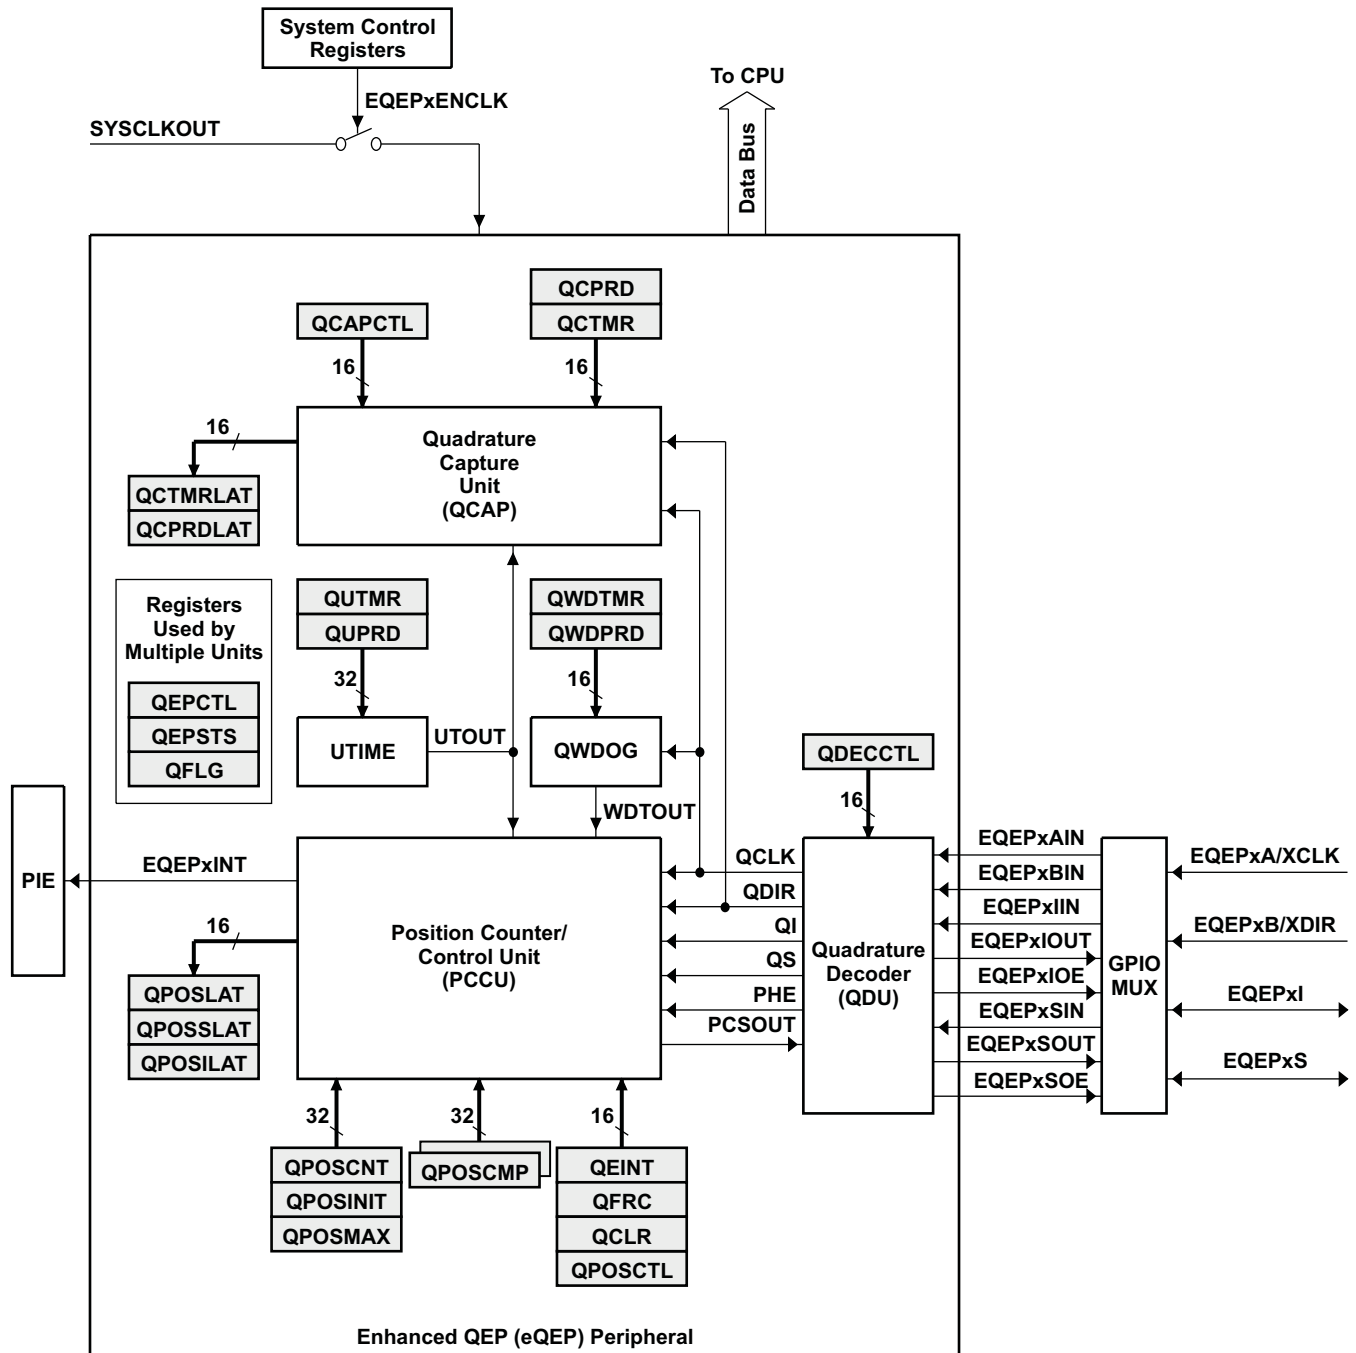 System Control
Registers
To CPU
EQEPxENCLK
SYSCLKOUT
Data Bus
QCPRD
QCAPCTL
QCTMR
16
16
16
Quadrature
Capture
Unit
(QCAP)
QCTMRLAT
QCPRDLAT
Registers
Used by
Multiple Units
QEPCTL
QEPSTS
QFLG
QUTMR
QUPRD
QWDTMR
QWDPRD
32
16
UTIME
UTOUT
QWDOG
QDECCTL
WDTOUT
16
PIE
EQEPxINT
16
Position Counter/
Control Unit
(PCCU)
QCLK
QDIR
QI
QS
PHE
PCSOUT
Quadrature
Decoder
(QDU)
EQEPxAIN
EQEPxBIN
EQEPxIIN
EQEPxIOUT
EQEPxIOE
EQEPxSIN
EQEPxSOUT
EQEPxSOE
GPIO
MUX
EQEPxA/XCLK
EQEPxB/XDIR
EQEPxI
EQEPxS
QPOSLAT
QPOSSLAT
QPOSILAT
32
32
16
QPOSCNT
QPOSINIT
QPOSMAX
QPOSCMP
QEINT
QFRC
QCLR
QPOSCTL
Enhanced QEP (eQEP) Peripheral